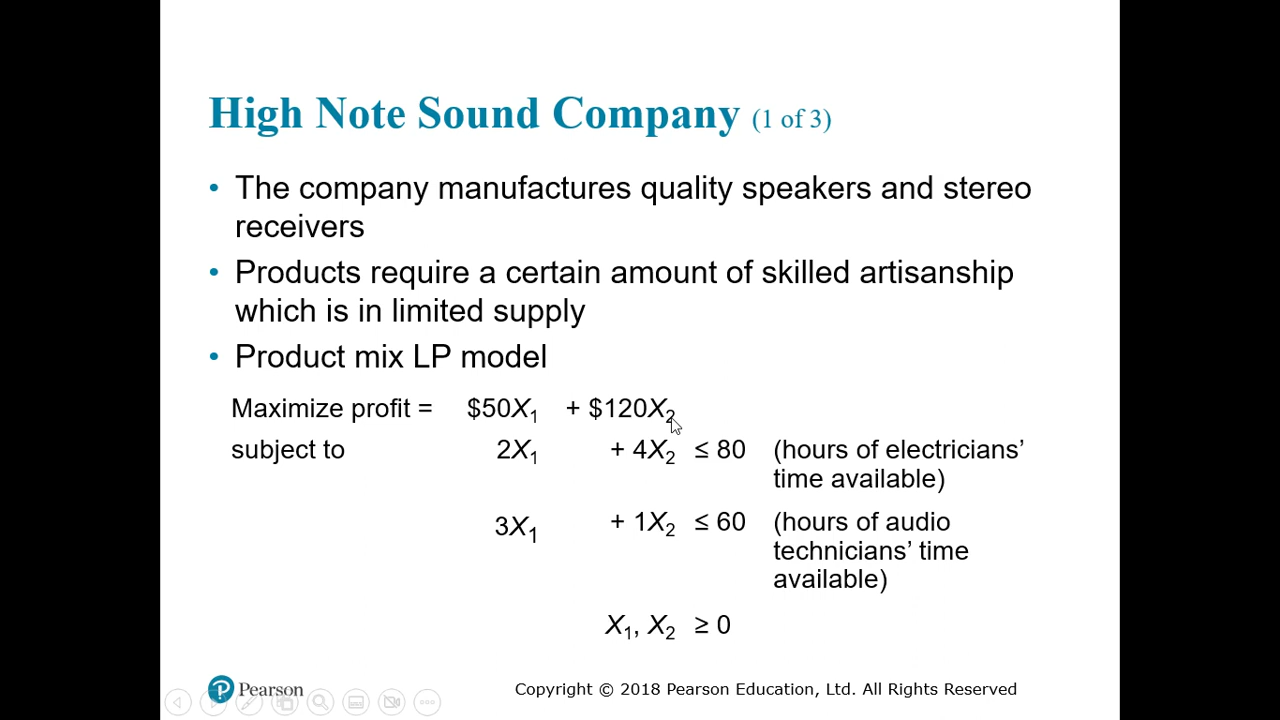 High Note Sound Company (1 of 3)
• The company manufactures quality speakers and stereo
receivers
• Products require a certain amount of skilled artisanship
which is in limited supply
• Product mix LP model
Maximize profit = $50X₁ + $120X₂
subject to 2X₁ + 4X₂ ≤ 80 (hours of electricians’
time available)
3X₁ + 1X₂ ≤ 60 (hours of audio
technicians’ time
available)
X₁, X₂ ≥ 0
Pearson
Copyright © 2018 Pearson Education, Ltd. All Rights Reserved